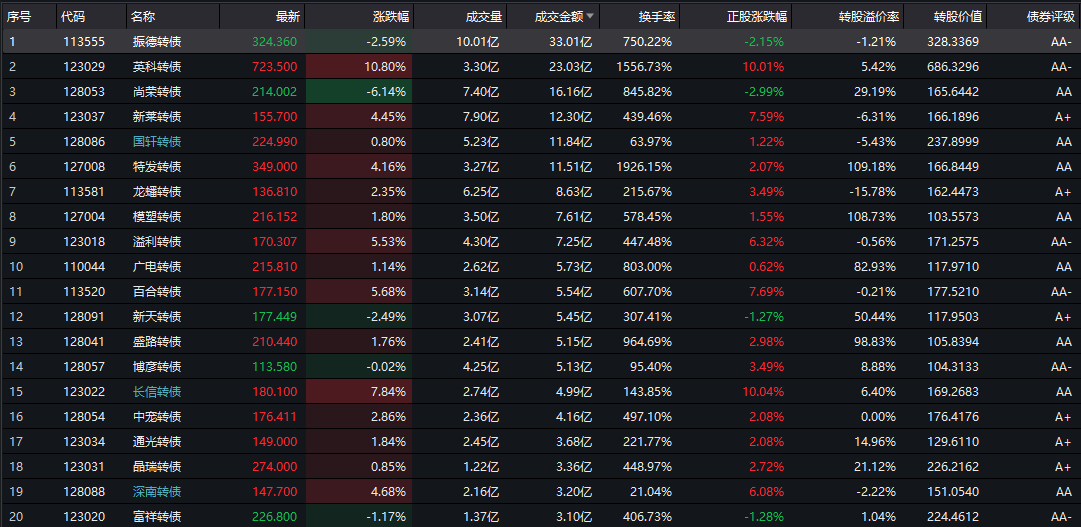 序号 代码 名称 最新 涨跌幅 成交量 成交金额 换手率 正股涨跌幅 转股溢价率 转股价值 债券评级
1 113555 振德转债 324.360 -2.59% 10.01亿 33.01亿 750.22% -2.15% -1.21% 328.3369 AA-
2 123029 英科转债 723.500 10.80% 3.30亿 23.03亿 1556.73% 10.01% 5.42% 686.3296 AA-
3 128053 尚荣转债 214.002 -6.14% 7.40亿 16.16亿 845.82% -2.99% 29.19% 165.6442 AA
4 123037 新莱转债 155.700 4.45% 7.90亿 12.30亿 439.46% 7.59% -6.31% 166.1896 A+
5 128086 国轩转债 224.990 0.80% 5.23亿 11.84亿 63.97% 1.22% -5.43% 237.8999 AA
6 127008 特发转债 349.000 4.16% 3.27亿 11.51亿 1926.15% 2.07% 109.18% 166.8449 AA
7 113581 龙蟠转债 136.810 2.35% 6.25亿 8.63亿 215.67% 3.49% -15.78% 162.4473 A+
8 127004 模塑转债 216.152 1.80% 3.50亿 7.61亿 578.45% 1.55% 108.73% 103.5573 AA
9 123018 溢利转债 170.307 5.53% 4.30亿 7.25亿 447.48% 6.32% -0.56% 171.2575 AA-
10 110044 广电转债 215.810 1.14% 2.62亿 5.73亿 803.00% 0.62% 82.93% 117.9710 AA
11 113520 百合转债 177.150 5.68% 3.14亿 5.54亿 607.70% 7.69% -0.21% 177.5210 AA-
12 128091 新天转债 177.449 -2.49% 3.07亿 5.45亿 307.41% -1.27% 50.44% 117.9503 A+
13 128041 盛路转债 210.440 1.76% 2.41亿 5.15亿 964.69% 2.98% 98.83% 105.8394 AA
14 128057 博彦转债 113.580 -0.02% 4.25亿 5.13亿 95.40% 3.49% 8.88% 104.3133 AA-
15 123022 长信转债 180.100 7.84% 2.74亿 4.99亿 143.85% 10.04% 6.40% 169.2683 AA
16 128054 中宠转债 176.411 2.86% 2.36亿 4.16亿 497.10% 2.08% 0.00% 176.4176 A+
17 123034 通光转债 149.000 1.84% 2.45亿 3.68亿 221.77% 2.08% 14.96% 129.6110 A+
18 123031 晶瑞转债 274.000 0.85% 1.22亿 3.36亿 448.97% 2.72% 21.12% 226.2162 A+
19 128088 深南转债 147.700 4.68% 2.16亿 3.20亿 21.04% 6.08% -2.22% 151.0540 AA
20 123020 富祥转债 226.800 -1.17% 1.37亿 3.10亿 406.73% -1.28% 1.04% 224.4612 AA-